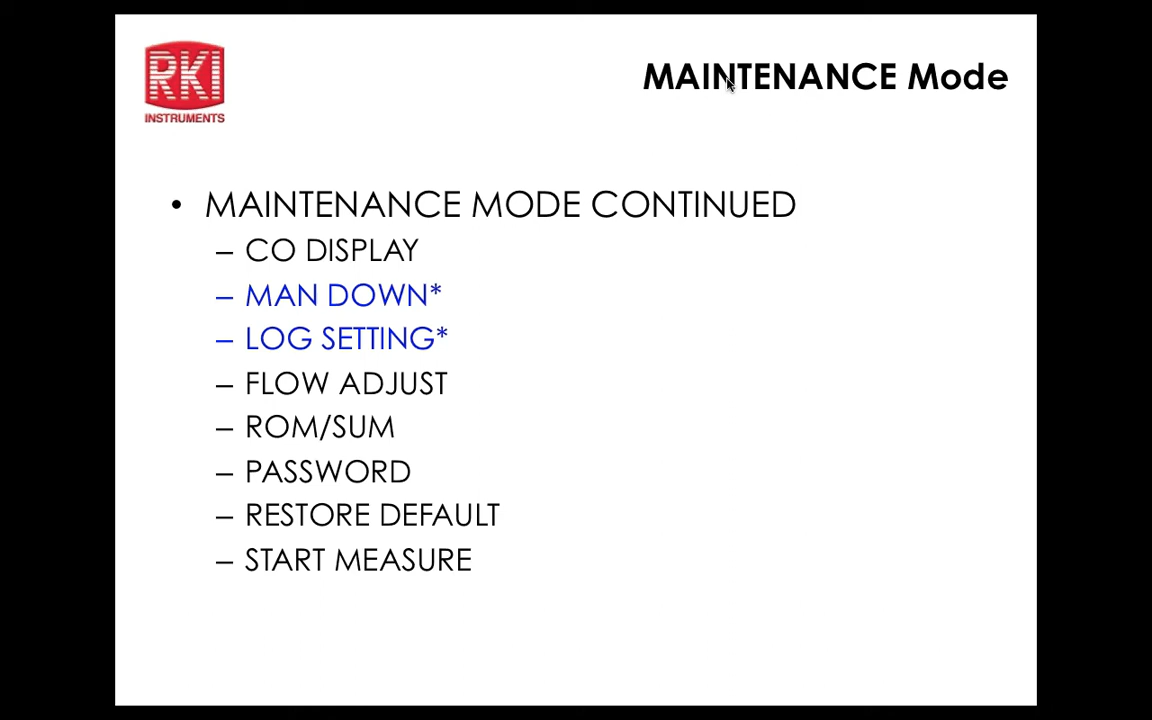 RKI
INSTRUMENTS
MAINTENANCE Mode
• MAINTENANCE MODE CONTINUED
– CO DISPLAY
– MAN DOWN*
– LOG SETTING*
– FLOW ADJUST
– ROM/SUM
– PASSWORD
– RESTORE DEFAULT
– START MEASURE